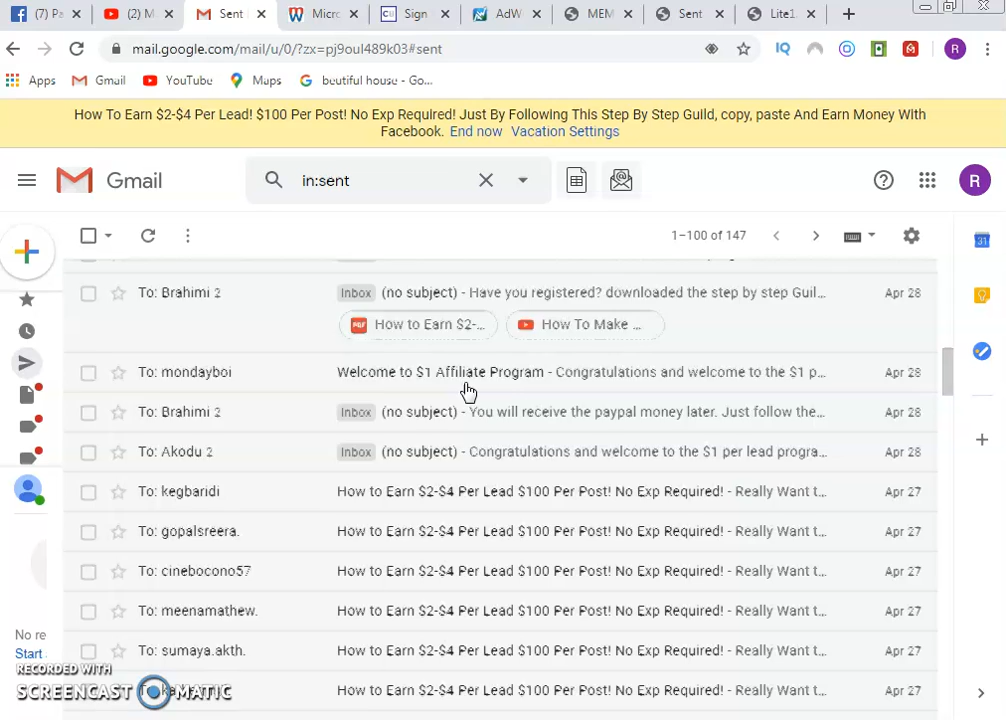 (7) Pa
(2) M
Sent
Micro
Sign
AdW
MEM
Sent
Lite1
mail.google.com/mail/u/0/?zx=pj9oul489k03#sent
IQ
R
Apps
Gmail
YouTube
Maps
beutiful house - Go...
How To Earn $2-$4 Per Lead! $100 Per Post! No Exp Required! Just By Following This Step By Step Guild, copy, paste And Earn Money With
Facebook. End now Vacation Settings
Gmail
in:sent
R
1–100 of 147
31
To: Brahimi 2 Inbox (no subject) - Have you registered? downloaded the step by step Guil... Apr 28
PDF How to Earn $2-... How To Make ...
To: mondayboi Welcome to $1 Affiliate Program - Congratulations and welcome to the $1 p... Apr 28
To: Brahimi 2 Inbox (no subject) - You will receive the paypal money later. Just follow the... Apr 28
To: Akodu 2 Inbox (no subject) - Congratulations and welcome to the $1 per lead progra... Apr 28
To: kegbaridi How to Earn $2-$4 Per Lead $100 Per Post! No Exp Required! - Really Want t... Apr 27
To: gopalsreera. How to Earn $2-$4 Per Lead $100 Per Post! No Exp Required! - Really Want t... Apr 27
To: cinebocono57 How to Earn $2-$4 Per Lead $100 Per Post! No Exp Required! - Really Want t... Apr 27
To: meenamathew. How to Earn $2-$4 Per Lead $100 Per Post! No Exp Required! - Really Want t... Apr 27
To: sumaya.akth. How to Earn $2-$4 Per Lead $100 Per Post! No Exp Required! - Really Want t... Apr 27
How to Earn $2-$4 Per Lead $100 Per Post! No Exp Required! - Really Want t... Apr 27
No re
Start
RECORDED WITH
SCREENCAST MATIC